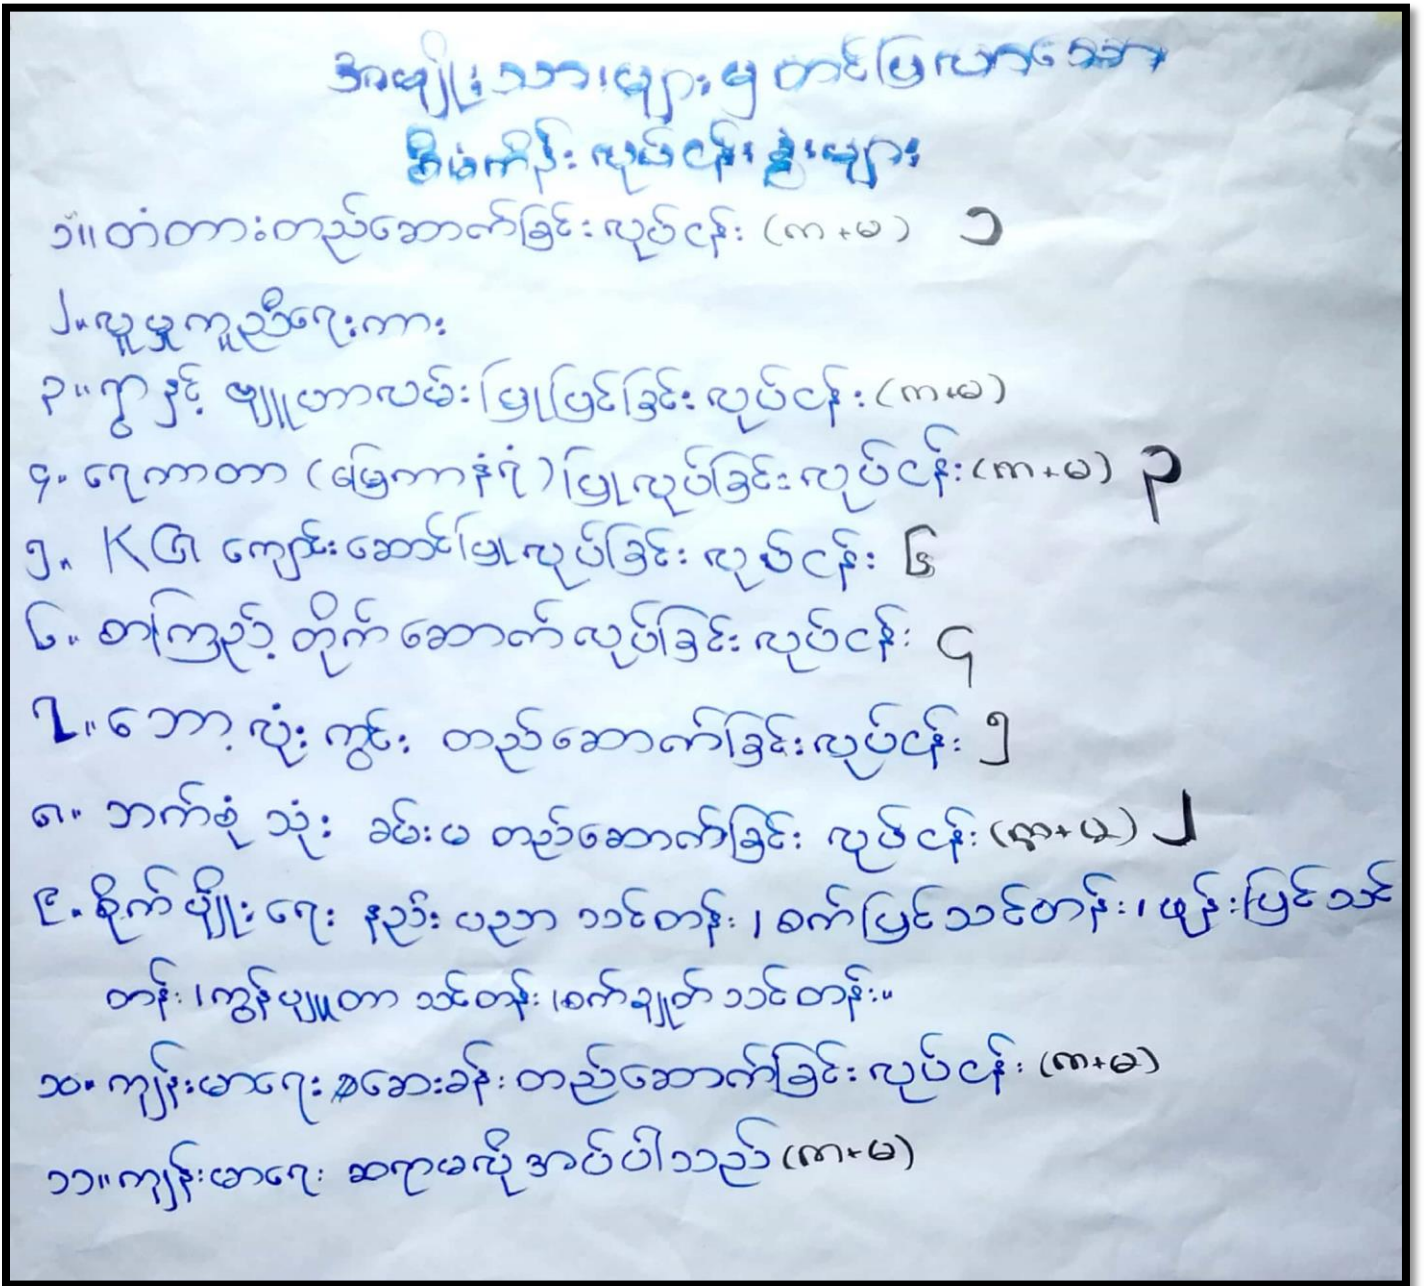 အမျိုးသားများမှ တင်ပြလာသော
စီမံကိန်း လုပ်ငန်းခွဲများ
၁။ တံတားတည်ဆောက်ခြင်းလုပ်ငန်း (က+မ) ၁
၂။ လူမှုကူညီရေးကား
၃။ ရွာနှင့် ဗျူဟာလမ်းပြုပြင်ခြင်းလုပ်ငန်း (က+မ)
၄။ ရေကာတာ (မြေကာနံရံ) ပြုလုပ်ခြင်းလုပ်ငန်း (က+မ) ၃
၅။ KG ကျောင်းဆောင်ပြုလုပ်ခြင်း လုပ်ငန်း ၆
၆။ စာကြည့်တိုက်ဆောက်လုပ်ခြင်း လုပ်ငန်း ၄
၇။ ဘော့လုံးကွင်း တည်ဆောက်ခြင်းလုပ်ငန်း ၅
၈။ ဘက်စုံသုံး ခမ်းမ တည်ဆောက်ခြင်း လုပ်ငန်း (က+မ) ၂
၉။ စိုက်ပျိုးရေး နည်းပညာ သင်တန်း၊ စက်ပြင်သင်တန်း၊ ဖုန်းပြင်သင်
တန်း၊ ကွန်ပျူတာ သင်တန်း၊ စက်ချုတ် သင်တန်း။
၁၀။ ကျန်းမာရေး ဆေးခန်းတည်ဆောက်ခြင်းလုပ်ငန်း (က+မ)
၁၁။ ကျန်းမာရေး ဆရာမလိုအပ်ပါသည် (က+မ)